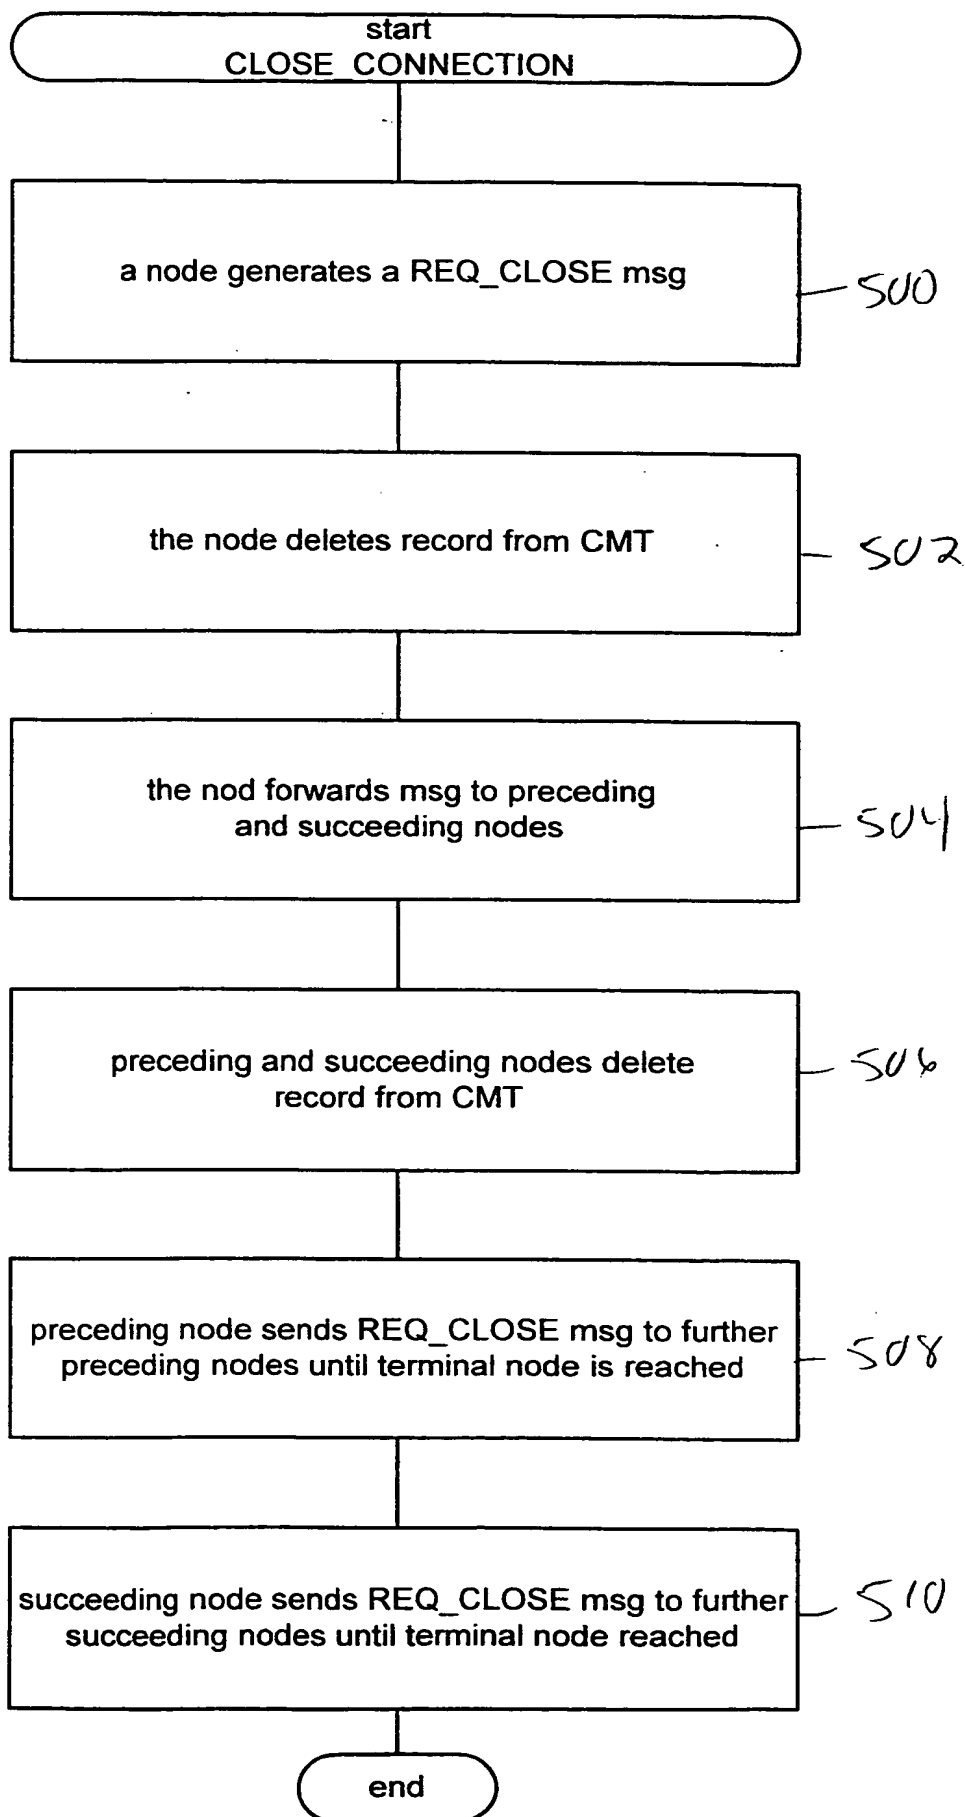 start
CLOSE_CONNECTION
a node generates a REQ_CLOSE msg
500
the node deletes record from CMT
502
the nod forwards msg to preceding
and succeeding nodes
504
preceding and succeeding nodes delete
record from CMT
506
preceding node sends REQ_CLOSE msg to further
preceding nodes until terminal node is reached
508
succeeding node sends REQ_CLOSE msg to further
succeeding nodes until terminal node reached
510
end